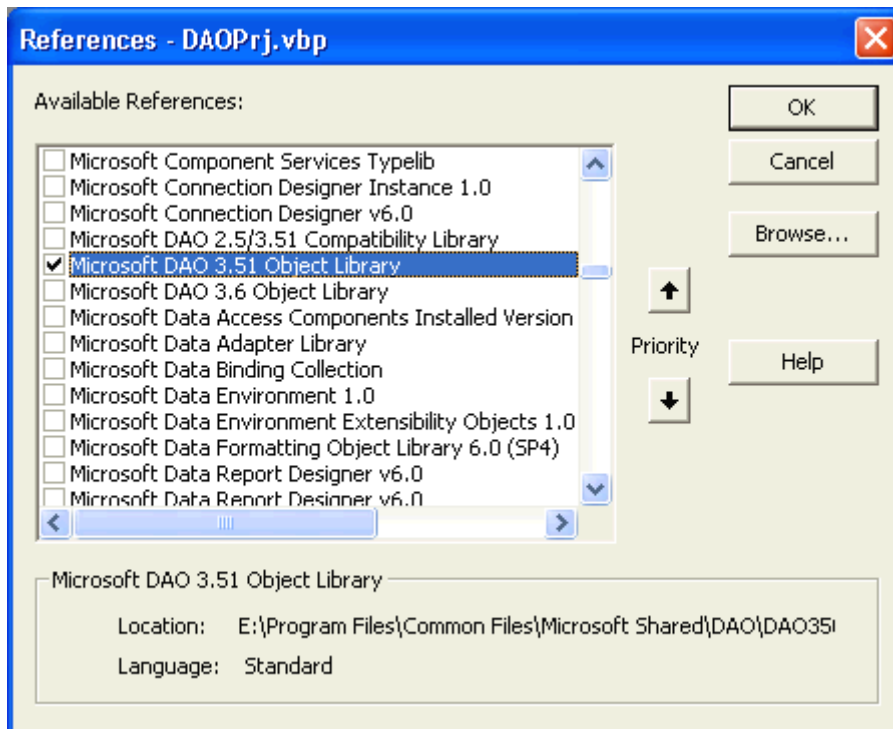 References - DAOPrj.vbp
Available References:
OK
Cancel
Browse...
Help
Microsoft Component Services Typelib
Microsoft Connection Designer Instance 1.0
Microsoft Connection Designer v6.0
Microsoft DAO 2.5/3.51 Compatibility Library
Microsoft DAO 3.51 Object Library
Microsoft DAO 3.6 Object Library
Microsoft Data Access Components Installed Version
Microsoft Data Adapter Library
Microsoft Data Binding Collection
Microsoft Data Environment 1.0
Microsoft Data Environment Extensibility Objects 1.0
Microsoft Data Formatting Object Library 6.0 (SP4)
Microsoft Data Report Designer v6.0
Microsoft Data Report Designer v6.0
Priority
Microsoft DAO 3.51 Object Library
Location: E:\Program Files\Common Files\Microsoft Shared\DAO\DAO35
Language: Standard